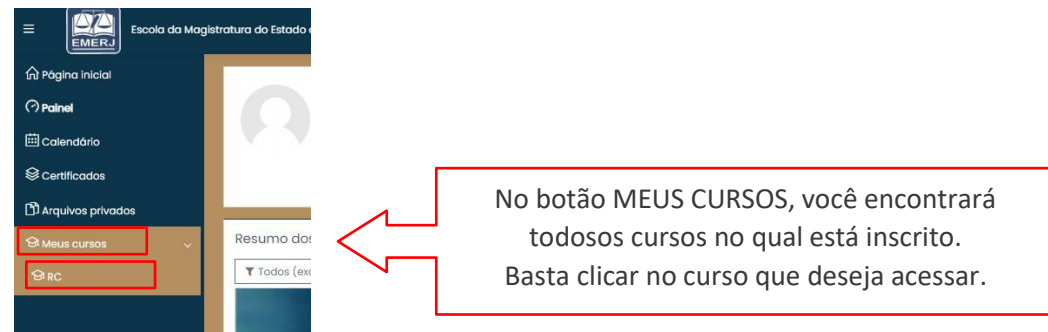 EMERJ
Escola da Magistratura do Estado
Página inicial
Painel
Calendário
Certificados
Arquivos privados
Meus cursos
RC
Resumo dos
Todos (exc
No botão MEUS CURSOS, você encontrará
todosos cursos no qual está inscrito.
Basta clicar no curso que deseja acessar.